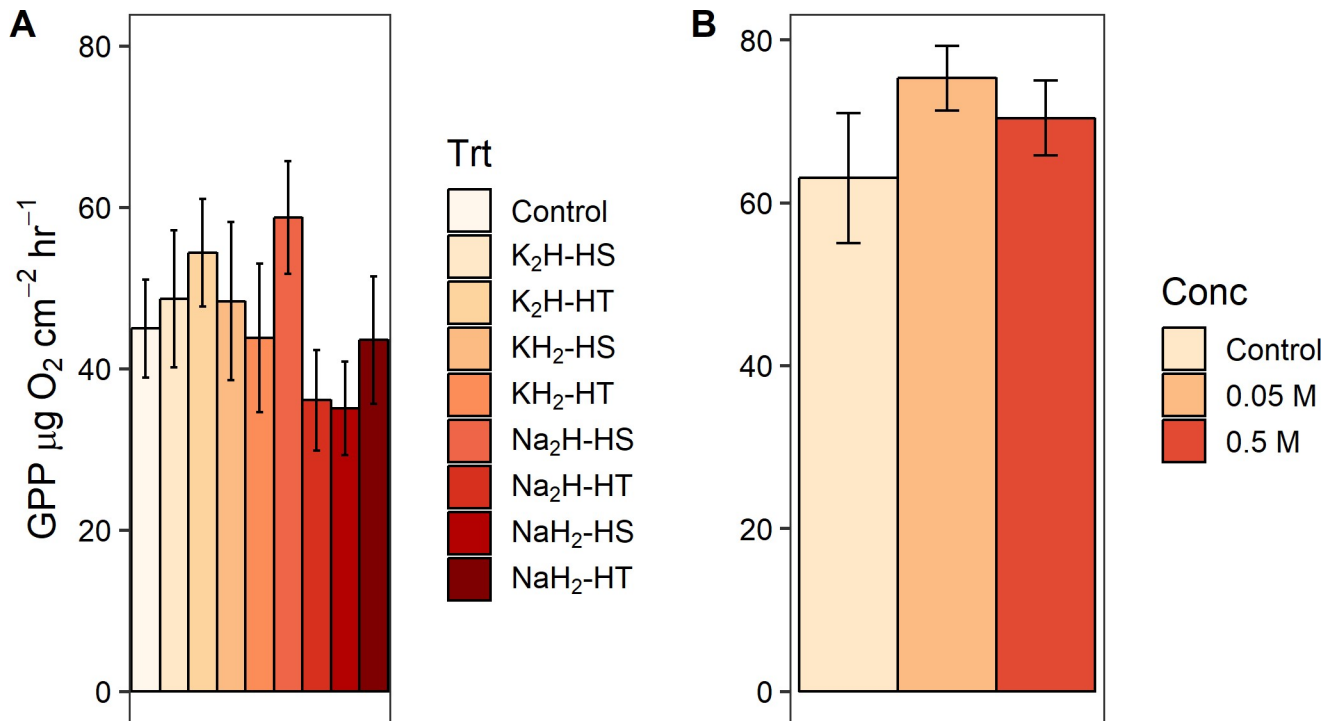 A
80
60
40
20
0
GPP μg O₂ cm⁻² hr⁻¹
Trt
Control
K₂H-HS
K₂H-HT
KH₂-HS
KH₂-HT
Na₂H-HS
Na₂H-HT
NaH₂-HS
NaH₂-HT
B
80
60
40
20
0
Conc
Control
0.05 M
0.5 M